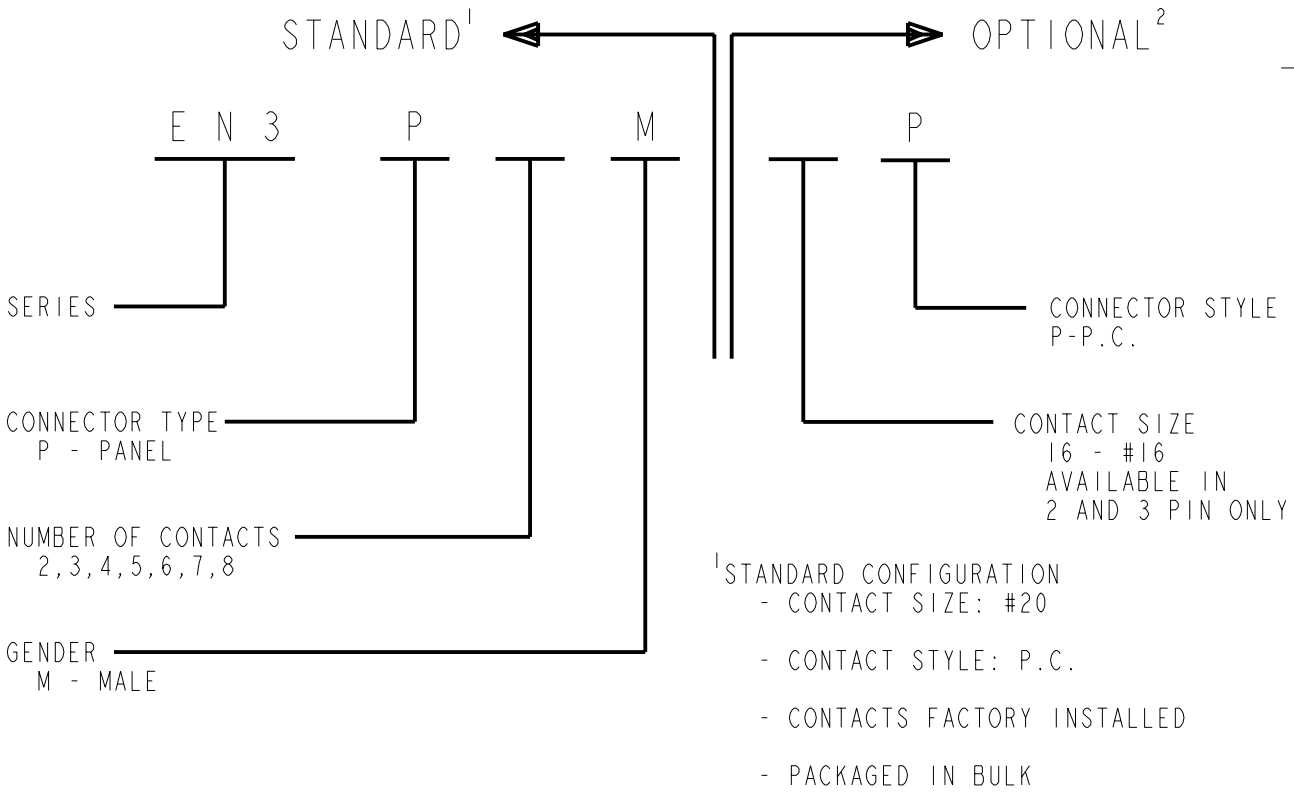 STANDARD¹ OPTIONAL²
EN3 P M P
SERIES
CONNECTOR STYLE
P-P.C.
CONNECTOR TYPE
P - PANEL
CONTACT SIZE
16 - #16
AVAILABLE IN
2 AND 3 PIN ONLY
NUMBER OF CONTACTS
2,3,4,5,6,7,8
GENDER
M - MALE
¹STANDARD CONFIGURATION
- CONTACT SIZE: #20
- CONTACT STYLE: P.C.
- CONTACTS FACTORY INSTALLED
- PACKAGED IN BULK